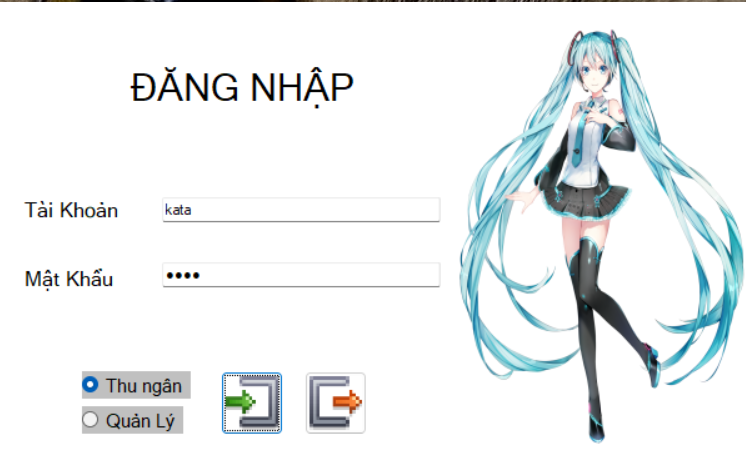 ĐĂNG NHẬP
Tài Khoản
kata
Mật Khẩu
••••
Thu ngân
Quản Lý